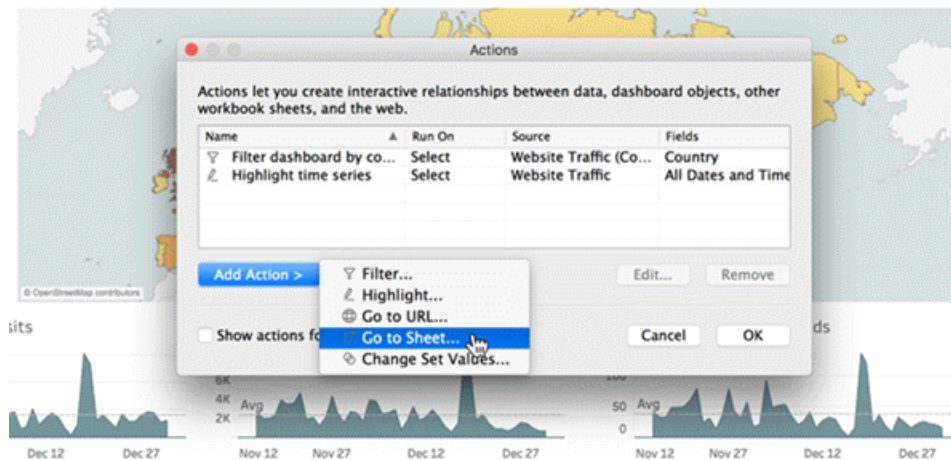 Actions
Actions let you create interactive relationships between data, dashboard objects, other
workbook sheets, and the web.
Name Run On Source Fields
Filter dashboard by co... Select Website Traffic (Co... Country
Highlight time series Select Website Traffic All Dates and Time
Add Action > Filter... Edit... Remove
Highlight...
© OpenStreetMap contributors
Go to URL...
sits Show actions fo Go to Sheet... Cancel OK ds
Change Set Values...
6K
4K Avg
2K
50 Avg
0
Dec 12 Dec 27 Nov 12 Nov 27 Dec 12 Dec 27 Nov 12 Nov 27 Dec 12 Dec 27